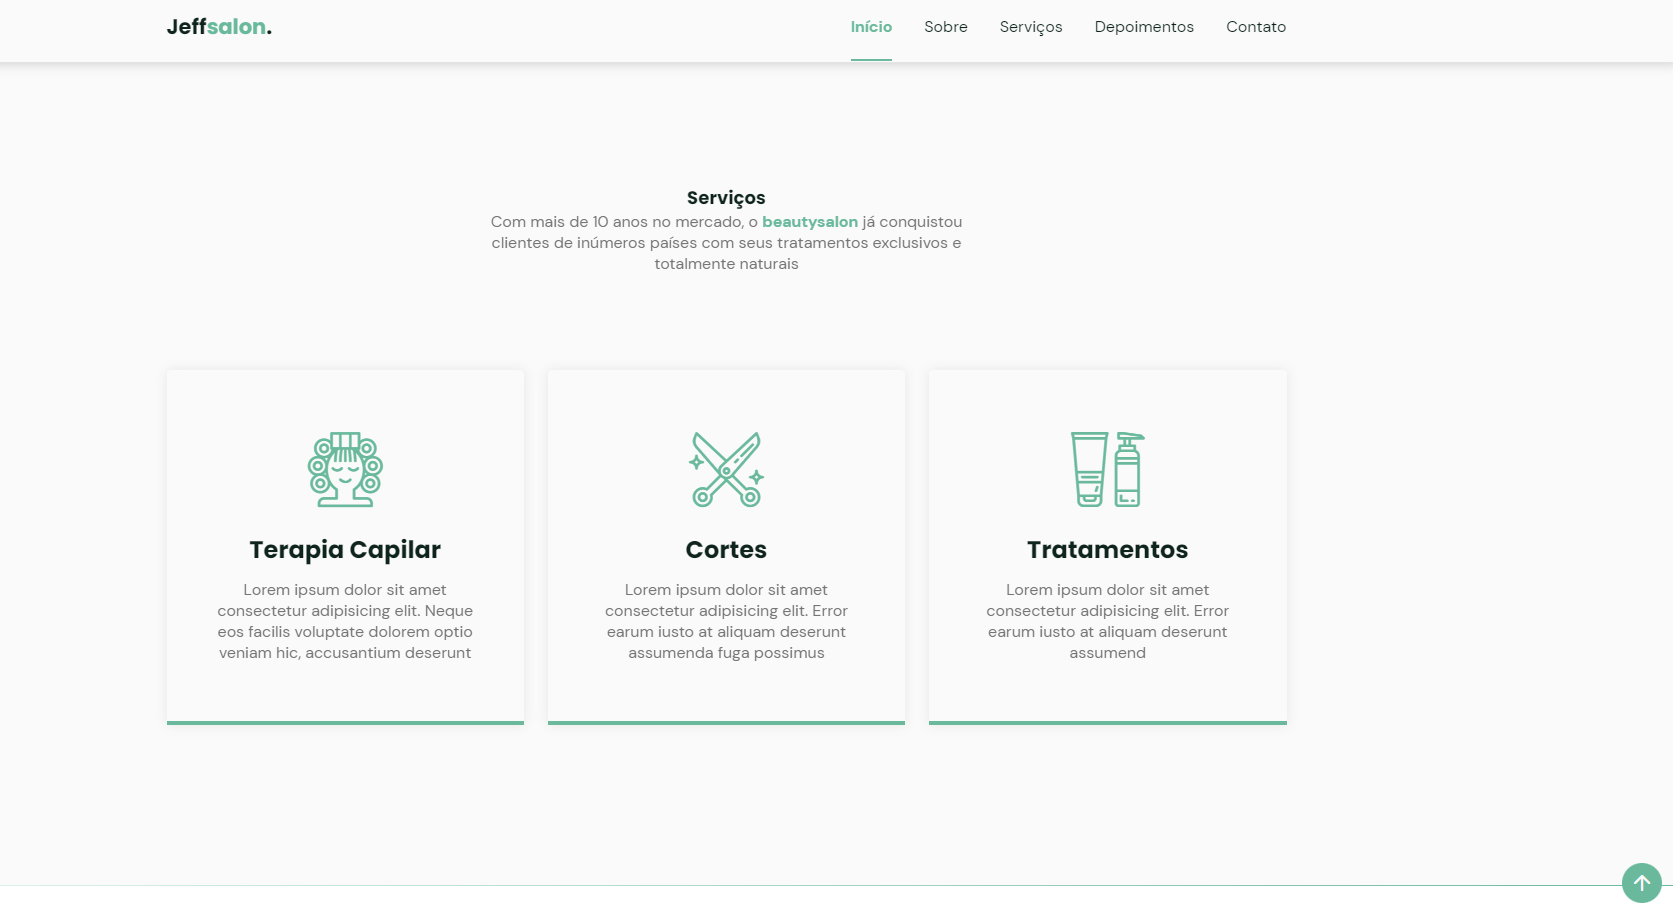 Jeffsalon.
Início Sobre Serviços Depoimentos Contato
Serviços
Com mais de 10 anos no mercado, o beautysalon já conquistou
clientes de inúmeros países com seus tratamentos exclusivos e
totalmente naturais
Terapia Capilar
Lorem ipsum dolor sit amet
consectetur adipisicing elit. Neque
eos facilis voluptate dolorem optio
veniam hic, accusantium deserunt
Cortes
Lorem ipsum dolor sit amet
consectetur adipisicing elit. Error
earum iusto at aliquam deserunt
assumenda fuga possimus
Tratamentos
Lorem ipsum dolor sit amet
consectetur adipisicing elit. Error
earum iusto at aliquam deserunt
assumend